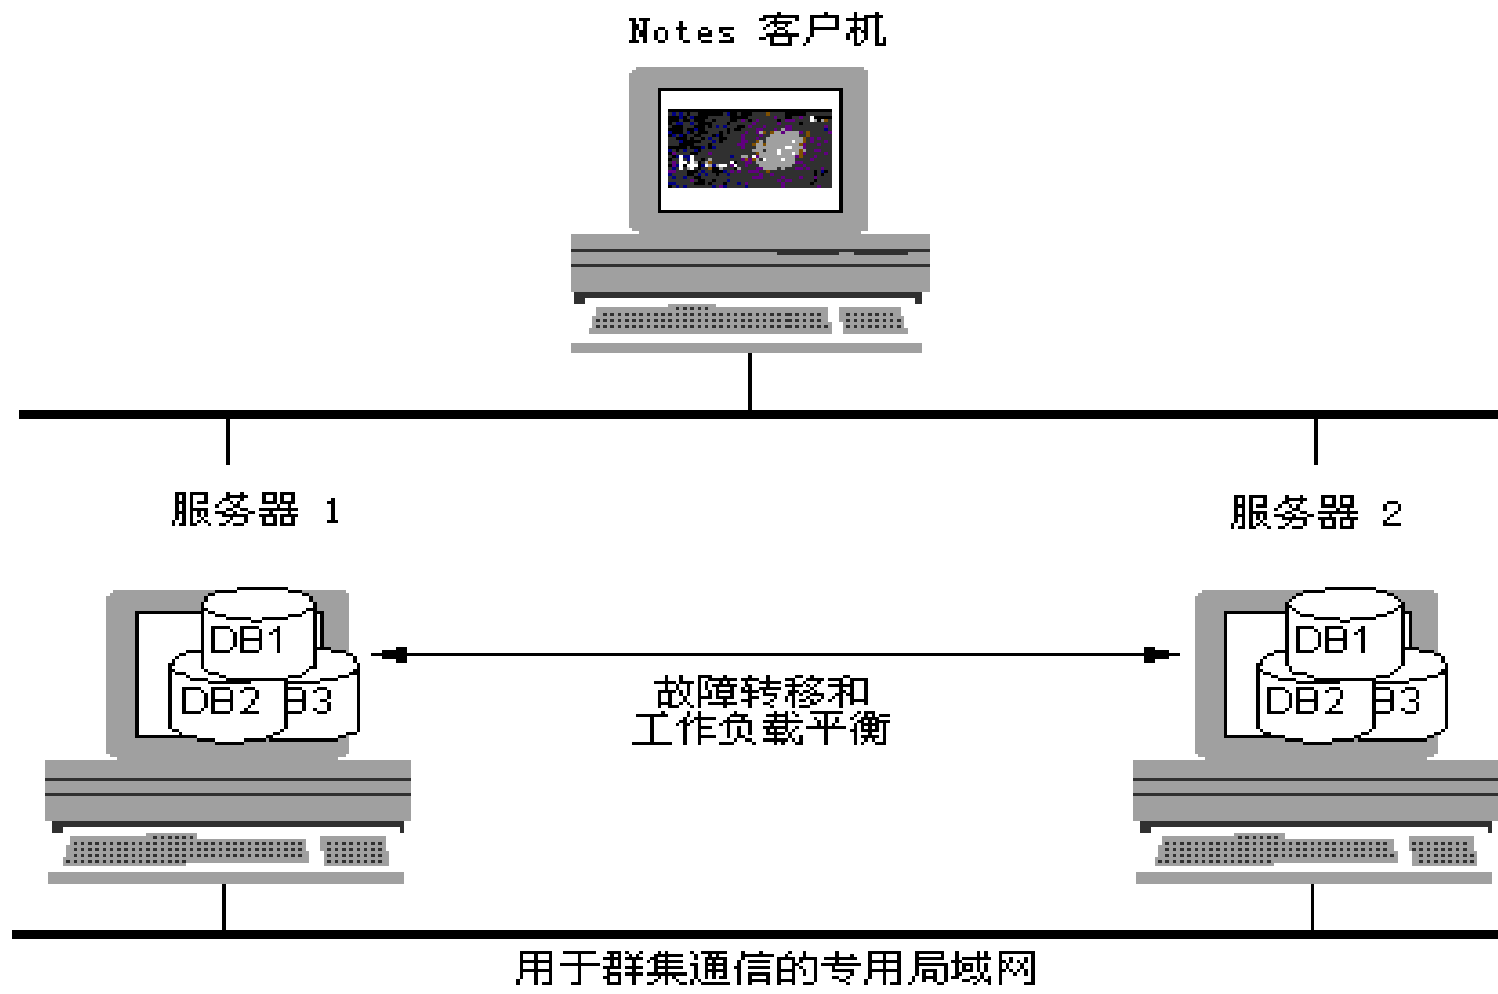 Notes 客户机
服务器 1
服务器 2
DB1
DB2
B3
DB1
DB2
B3
故障转移和
工作负载平衡
用于群集通信的专用局域网